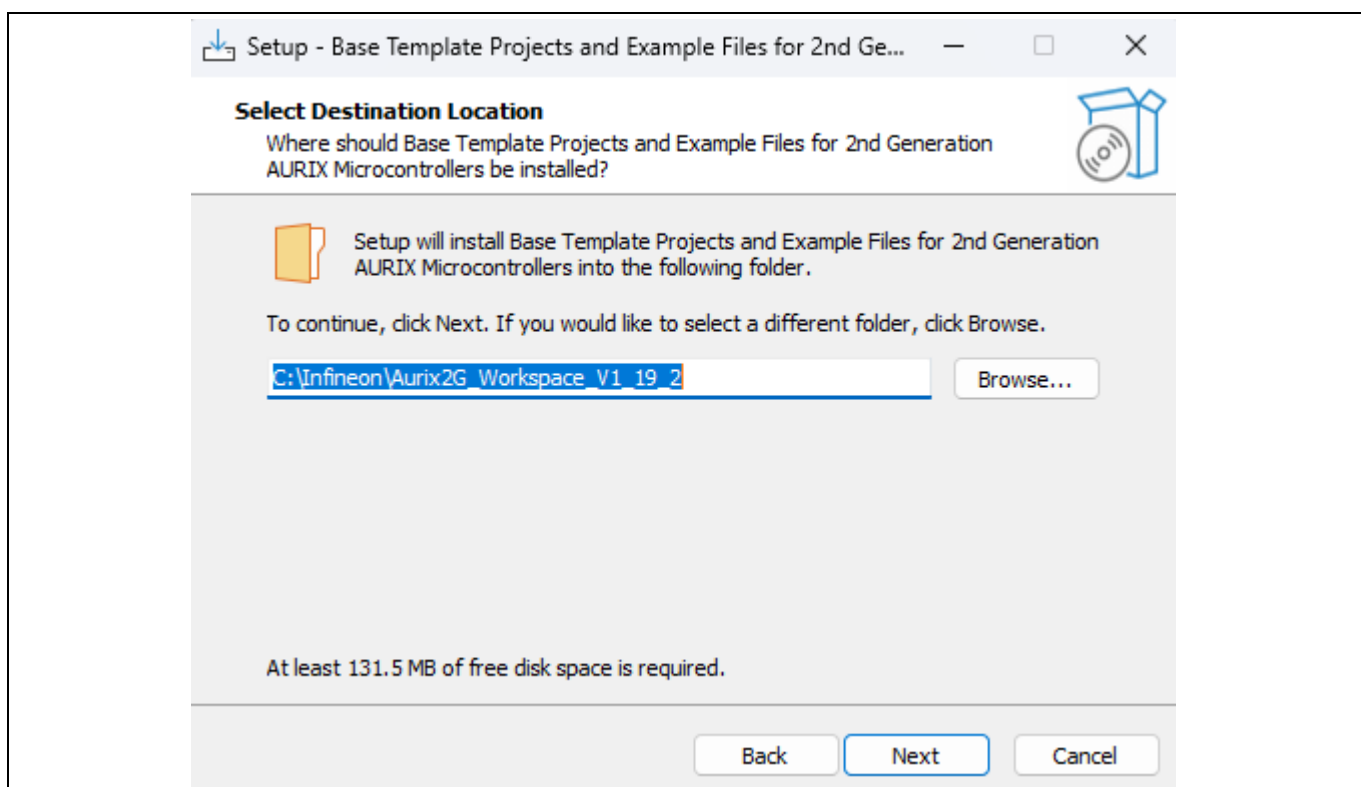 Setup - Base Template Projects and Example Files for 2nd Ge...
Select Destination Location
Where should Base Template Projects and Example Files for 2nd Generation
AURIX Microcontrollers be installed?
Setup will install Base Template Projects and Example Files for 2nd Generation
AURIX Microcontrollers into the following folder.
To continue, click Next. If you would like to select a different folder, click Browse.
C:\Infineon\Aurix2G_Workspace_V1_19_2
Browse...
At least 131.5 MB of free disk space is required.
Back
Next
Cancel